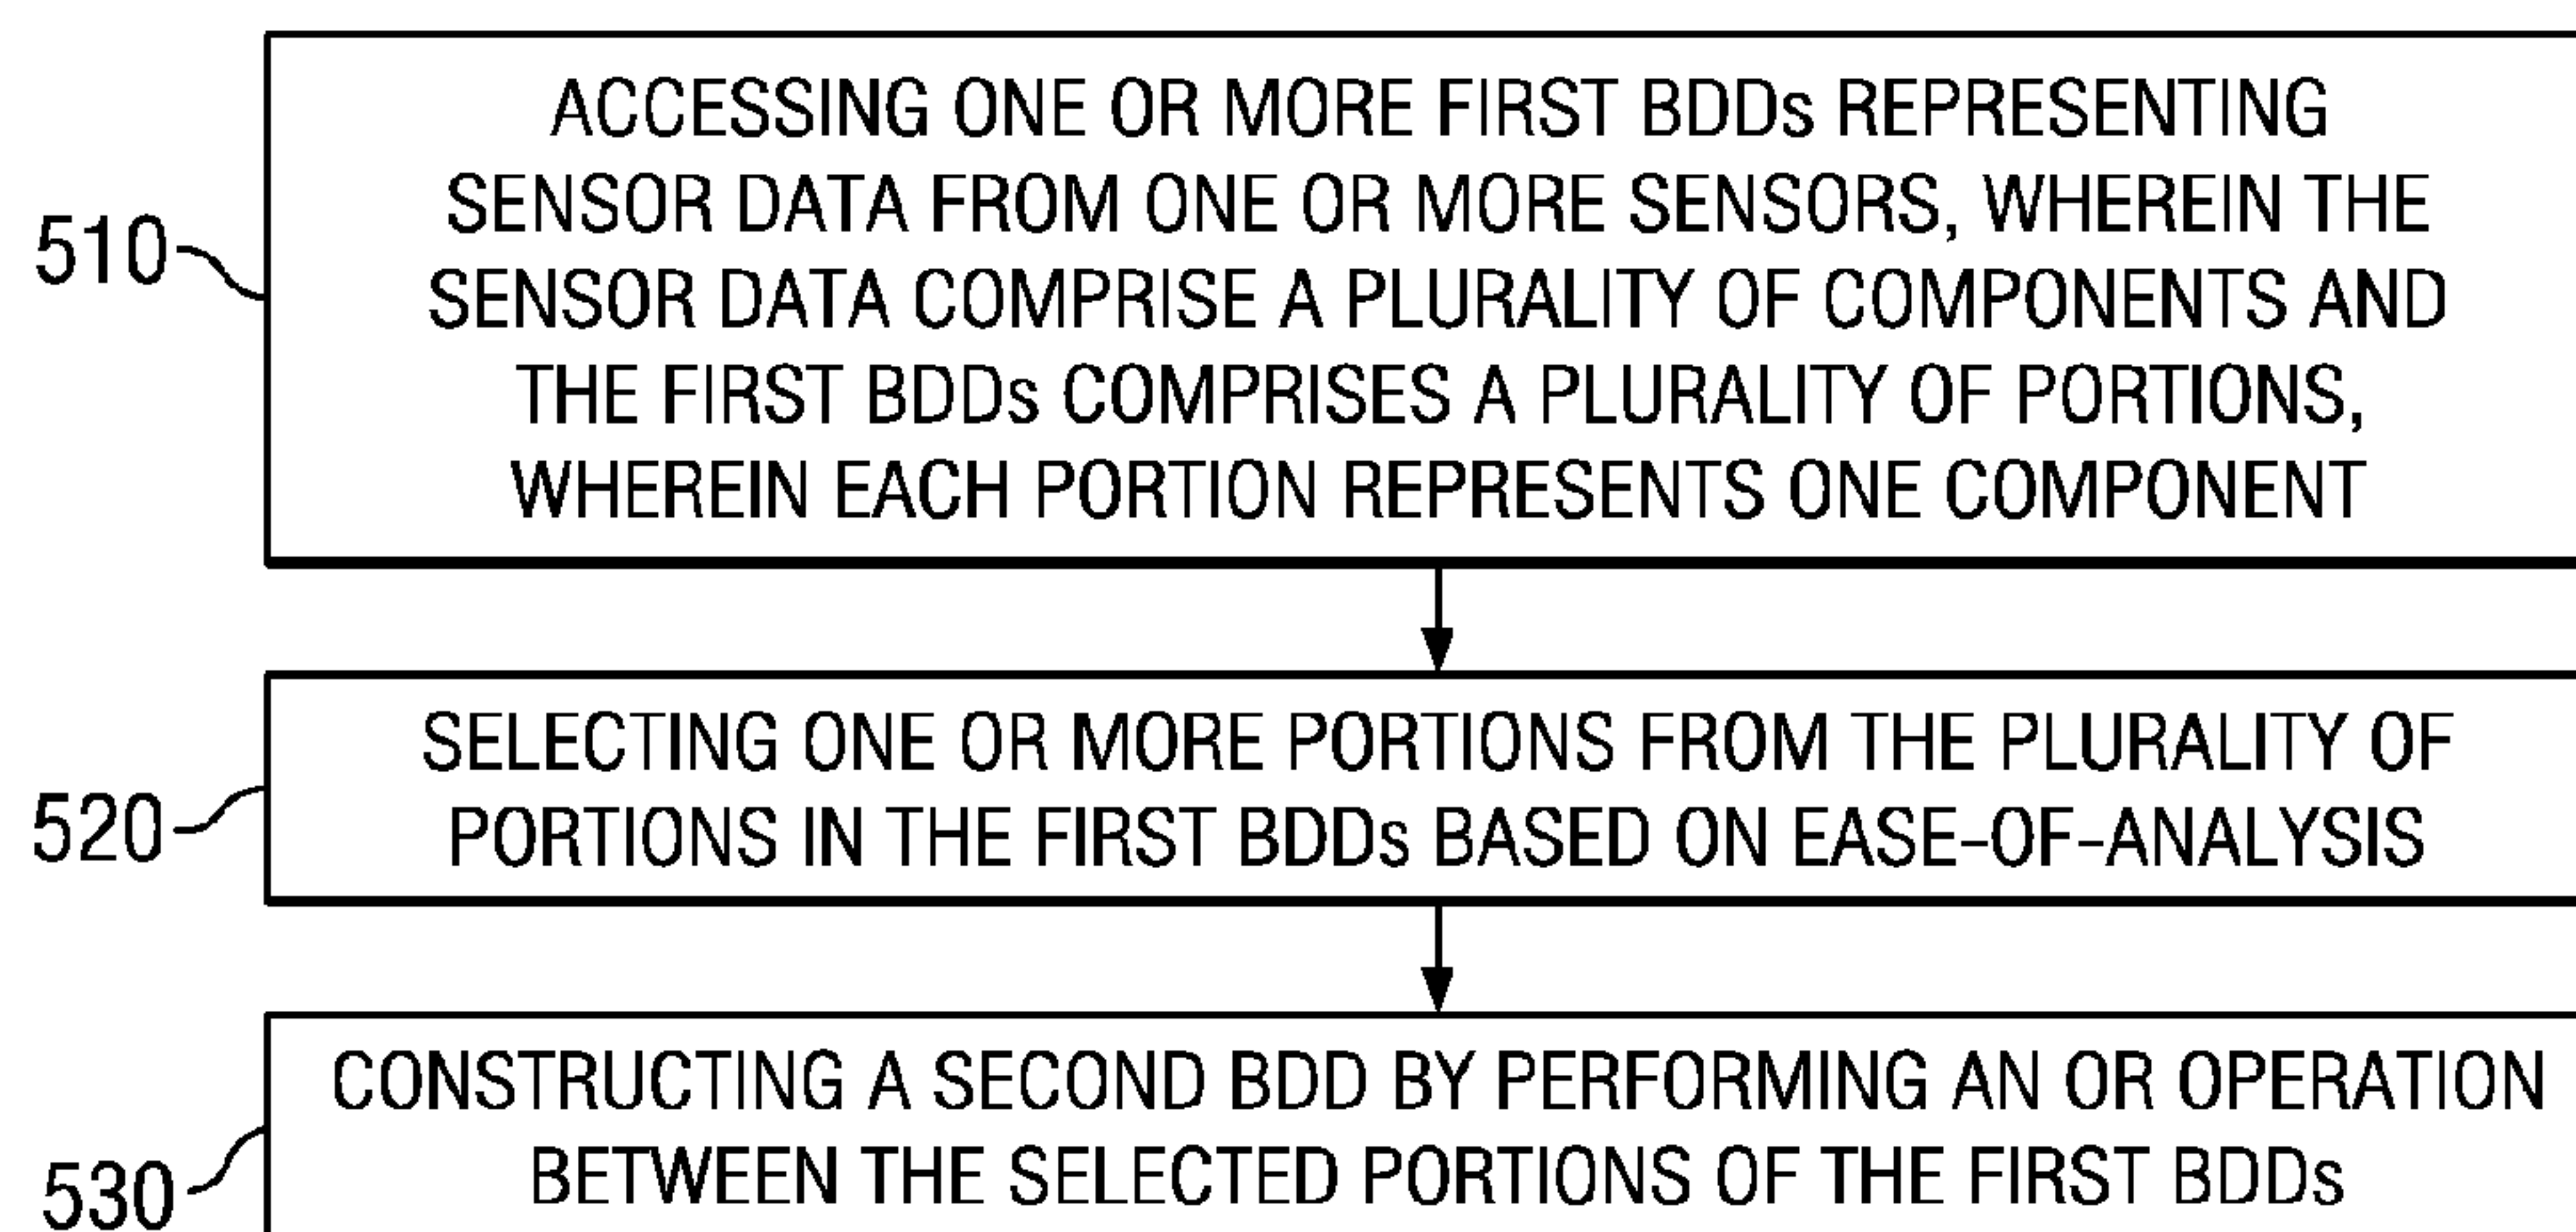 ACCESSING ONE OR MORE FIRST BDDs REPRESENTING
SENSOR DATA FROM ONE OR MORE SENSORS, WHEREIN THE
SENSOR DATA COMPRISE A PLURALITY OF COMPONENTS AND
THE FIRST BDDs COMPRISES A PLURALITY OF PORTIONS,
WHEREIN EACH PORTION REPRESENTS ONE COMPONENT
510
SELECTING ONE OR MORE PORTIONS FROM THE PLURALITY OF
PORTIONS IN THE FIRST BDDs BASED ON EASE-OF-ANALYSIS
520
CONSTRUCTING A SECOND BDD BY PERFORMING AN OR OPERATION
BETWEEN THE SELECTED PORTIONS OF THE FIRST BDDs
530